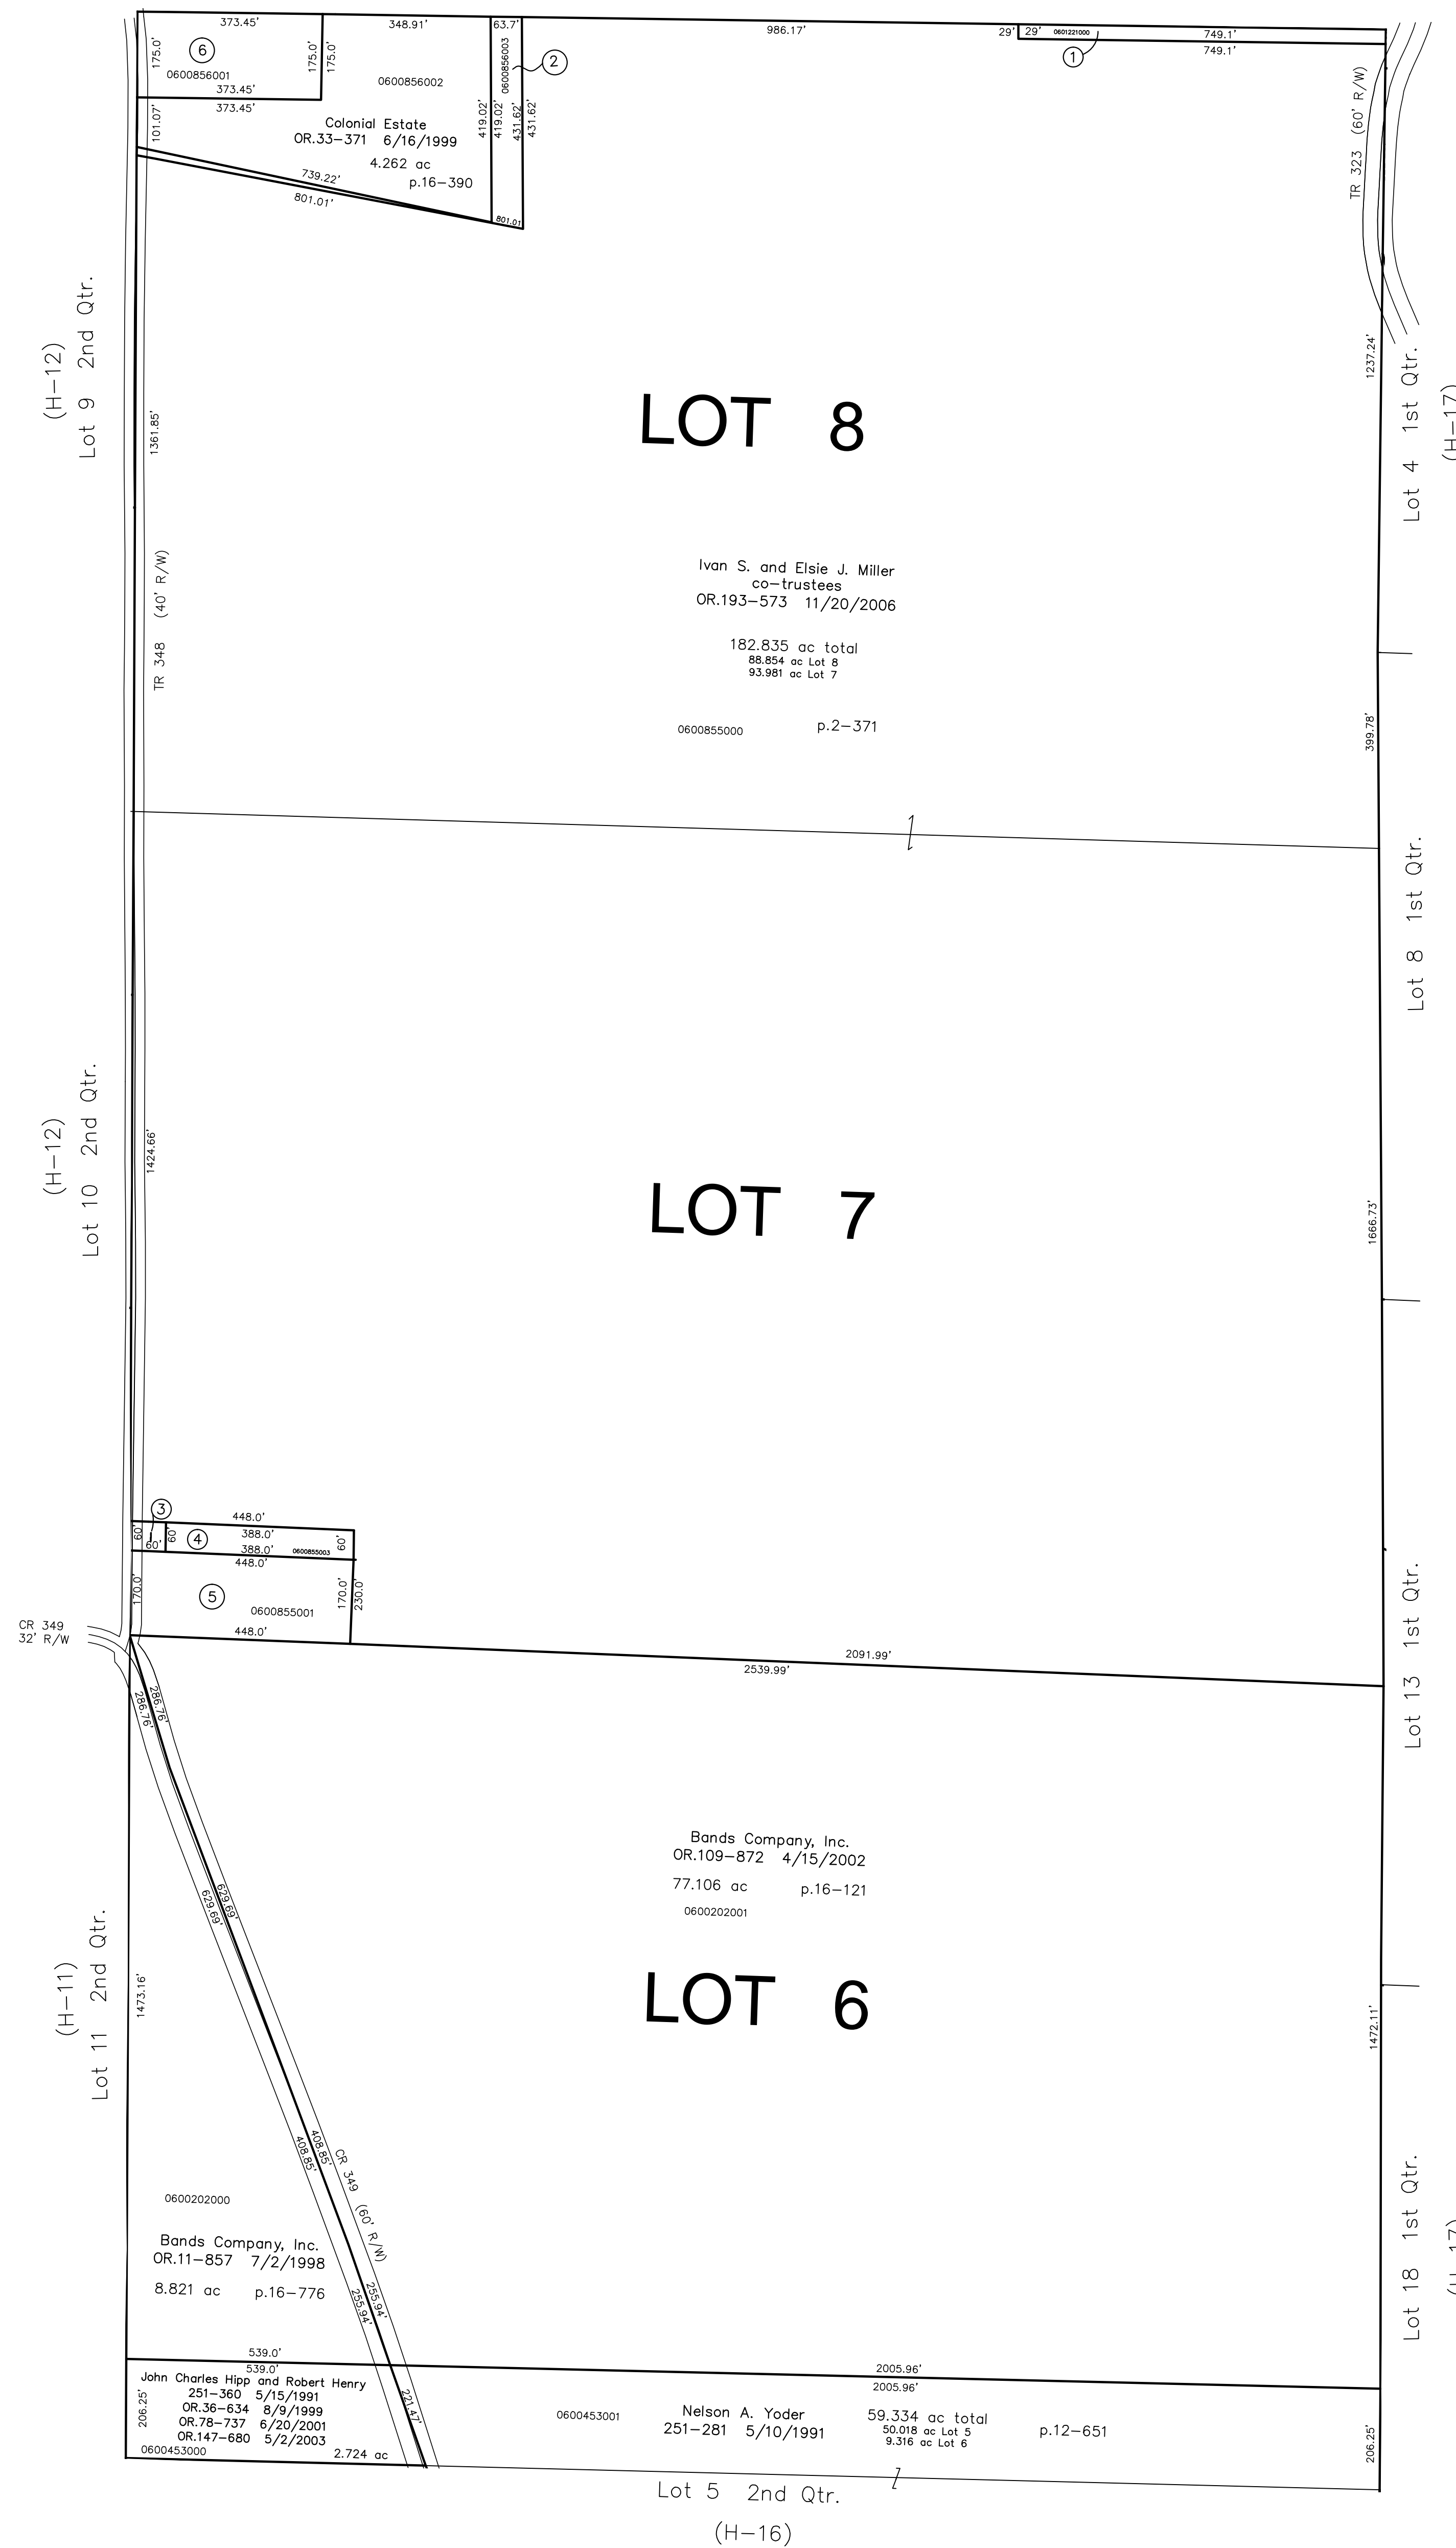 373.45'
348.91'
63.7'
986.17'
29'
29'
0601221000
749.1'
749.1'
1
175.0'
6
0600856001
373.45'
373.45'
175.0'
175.0'
0600856002
0600856003
2
101.07'
Colonial Estate
OR.33-371 6/16/1999
4.262 ac
p.16-390
419.02'
419.02'
431.62'
431.62'
739.22'
801.01'
801.01'
TR 323 (60' R/W)
(H-12)
Lot 9 2nd Qtr.
1361.85'
TR 348 (40' R/W)
LOT 8
1237.24'
Lot 4 1st Qtr.
(H-17)
Ivan S. and Elsie J. Miller
co-trustees
OR.193-573 11/20/2006
182.835 ac total
88.854 ac Lot 8
93.981 ac Lot 7
0600855000
p.2-371
399.78'
Lot 8 1st Qtr.
(H-12)
Lot 10 2nd Qtr.
1424.66'
LOT 7
1666.73'
3
448.0'
60'
60'
60'
4
388.0'
388.0'
0600855003
60'
448.0'
170.0'
5
0600855001
170.0'
230.0'
448.0'
CR 349
32' R/W
2091.99'
2539.99'
Lot 13 1st Qtr.
286.76'
286.76'
629.69'
629.69'
Bands Company, Inc.
OR.109-872 4/15/2002
77.106 ac
p.16-121
0600202001
LOT 6
(H-11)
Lot 11 2nd Qtr.
1473.16'
1472.11'
408.85'
408.85'
CR 349 (60' R/W)
0600202000
Bands Company, Inc.
OR.11-857 7/2/1998
8.821 ac
p.16-776
255.94'
255.94'
Lot 18 1st Qtr.
(H-17)
539.0'
539.0'
2005.96'
2005.96'
John Charles Hipp and Robert Henry
251-360 5/15/1991
OR.36-634 8/9/1999
OR.78-737 6/20/2001
OR.147-680 5/2/2003
0600453000
2.724 ac
206.25'
221.47'
0600453001
Nelson A. Yoder
251-281 5/10/1991
59.334 ac total
50.018 ac Lot 5
9.316 ac Lot 6
p.12-651
206.25'
Lot 5 2nd Qtr.
(H-16)